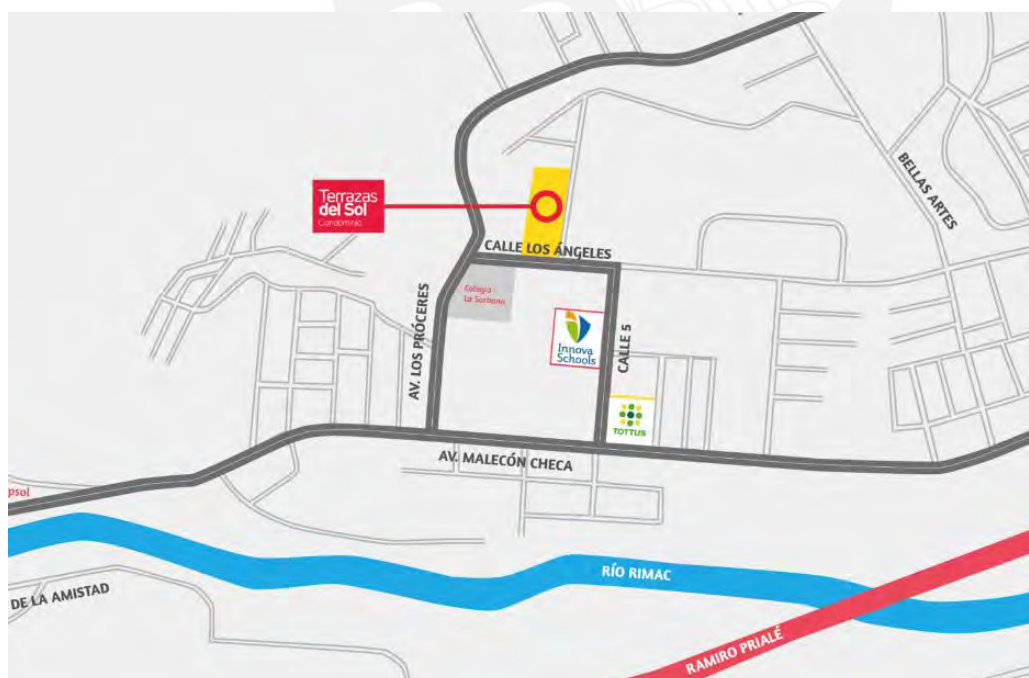 BELLAS ARTES
Terrazas
del Sol
Condominio
CALLE LOS ÁNGELES
Colegio
La Sorbona
AV. LOS PRÓCERES
Innova
Schools
CALLE 5
TOTTUS
AV. MALECÓN CHECA
psol
RÍO RIMAC
DE LA AMISTAD
RAMIRO PRIALÉ